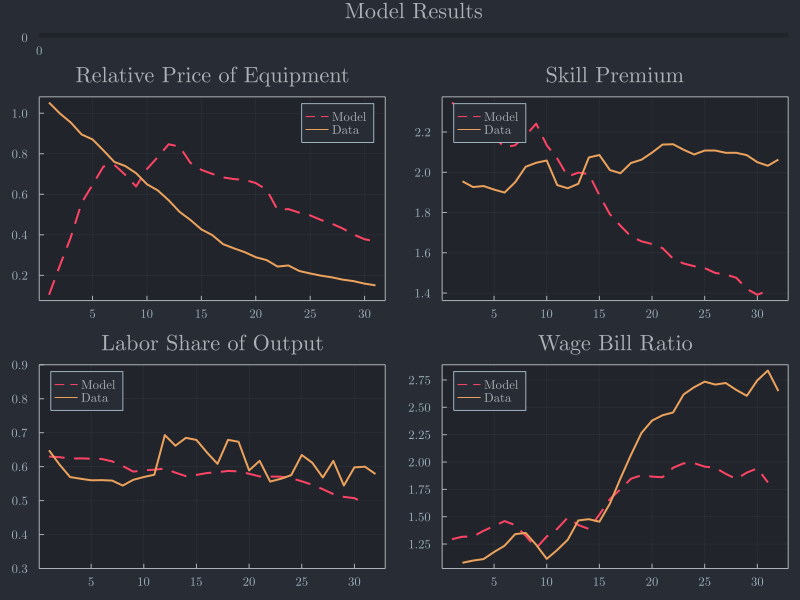 Model Results
0
0
Relative Price of Equipment
Skill Premium
Model
Data
1.0
0.8
0.6
0.4
0.2
5 10 15 20 25 30
Model
Data
2.2
2.0
1.8
1.6
1.4
5 10 15 20 25 30
Labor Share of Output
Wage Bill Ratio
Model
Data
0.9
0.8
0.7
0.6
0.5
0.4
0.3
5 10 15 20 25 30
Model
Data
2.75
2.50
2.25
2.00
1.75
1.50
1.25
5 10 15 20 25 30